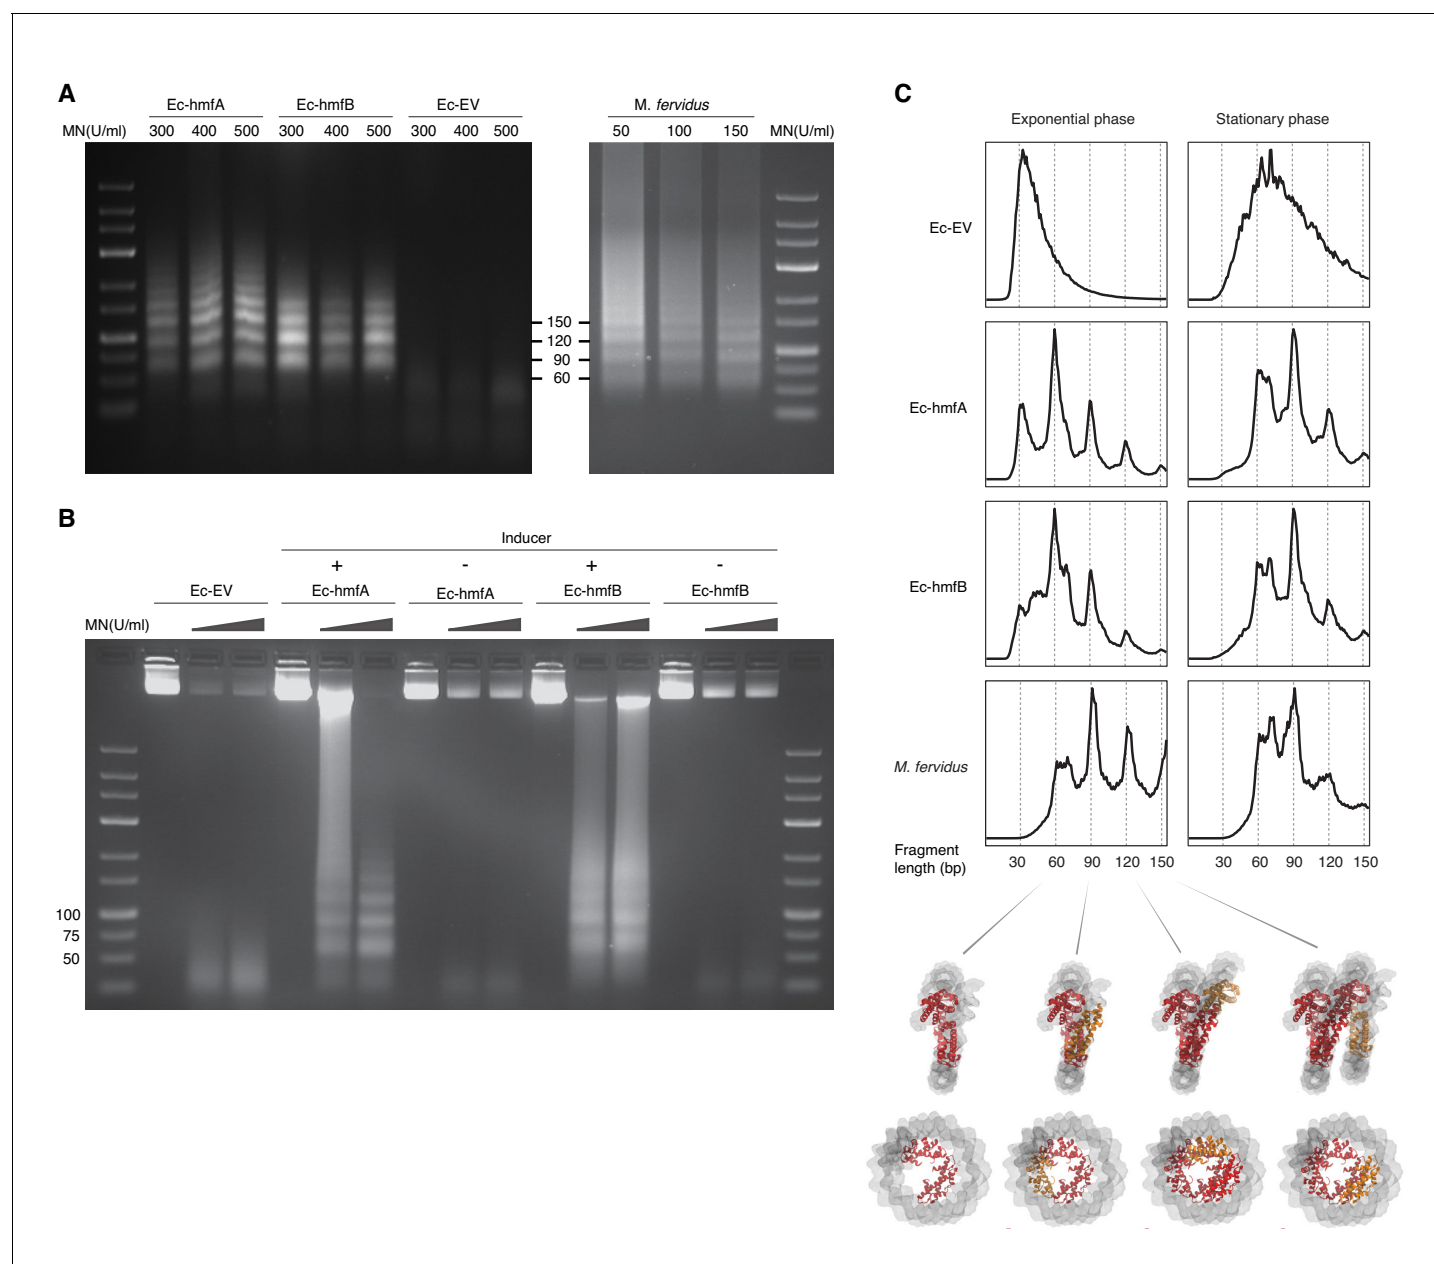 A
Ec-hmfA Ec-hmfB Ec-EV M. fervidus
MN(U/ml) 300 400 500 300 400 500 300 400 500 50 100 150 MN(U/ml)
150
120
90
60
B
Inducer
+ - + -
Ec-EV Ec-hmfA Ec-hmfA Ec-hmfB Ec-hmfB
MN(U/ml)
100
75
50
C
Exponential phase Stationary phase
Ec-EV
Ec-hmfA
Ec-hmfB
M. fervidus
Fragment
length (bp)
30 60 90 120 150 30 60 90 120 150